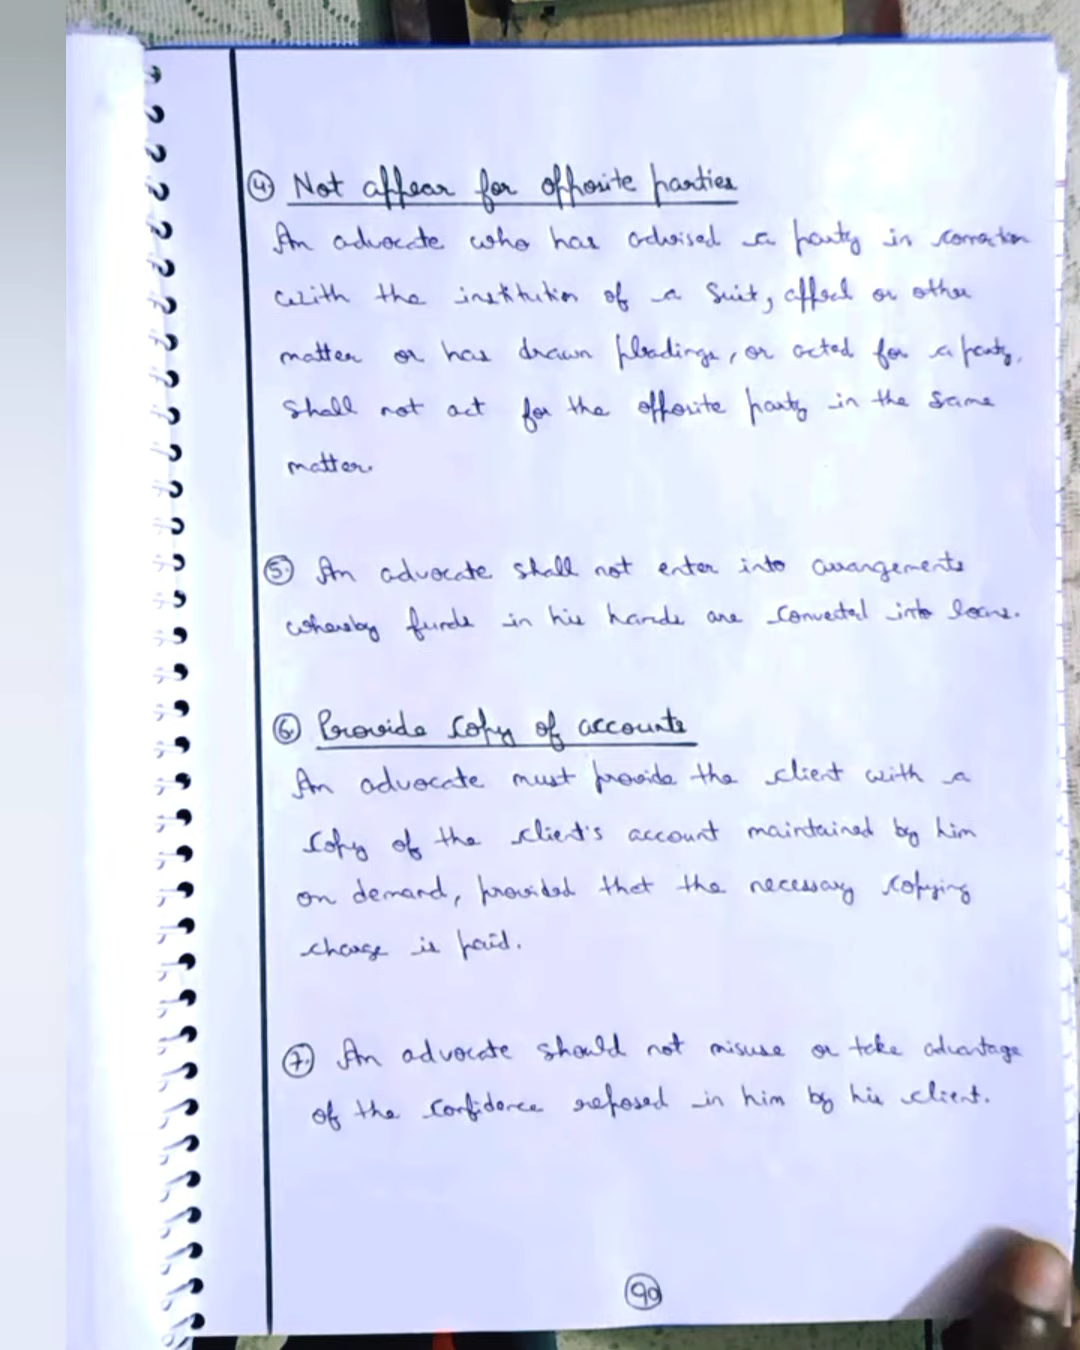 ④ Not appear for opposite parties
An advocate who has advised a party in connection
with the institution of a suit, appeal or other
matter or has drawn pleadings, or acted for a party,
shall not act for the opposite party in the same
matter.
⑤ An advocate shall not enter into arrangements
whereby funds in his hands are converted into loans.
⑥ Provide copy of accounts
An advocate must provide the client with a
copy of the client's account maintained by him
on demand, provided that the necessary copying
charge is paid.
⑦ An advocate should not misuse or take advantage
of the confidence reposed in him by his client.
90